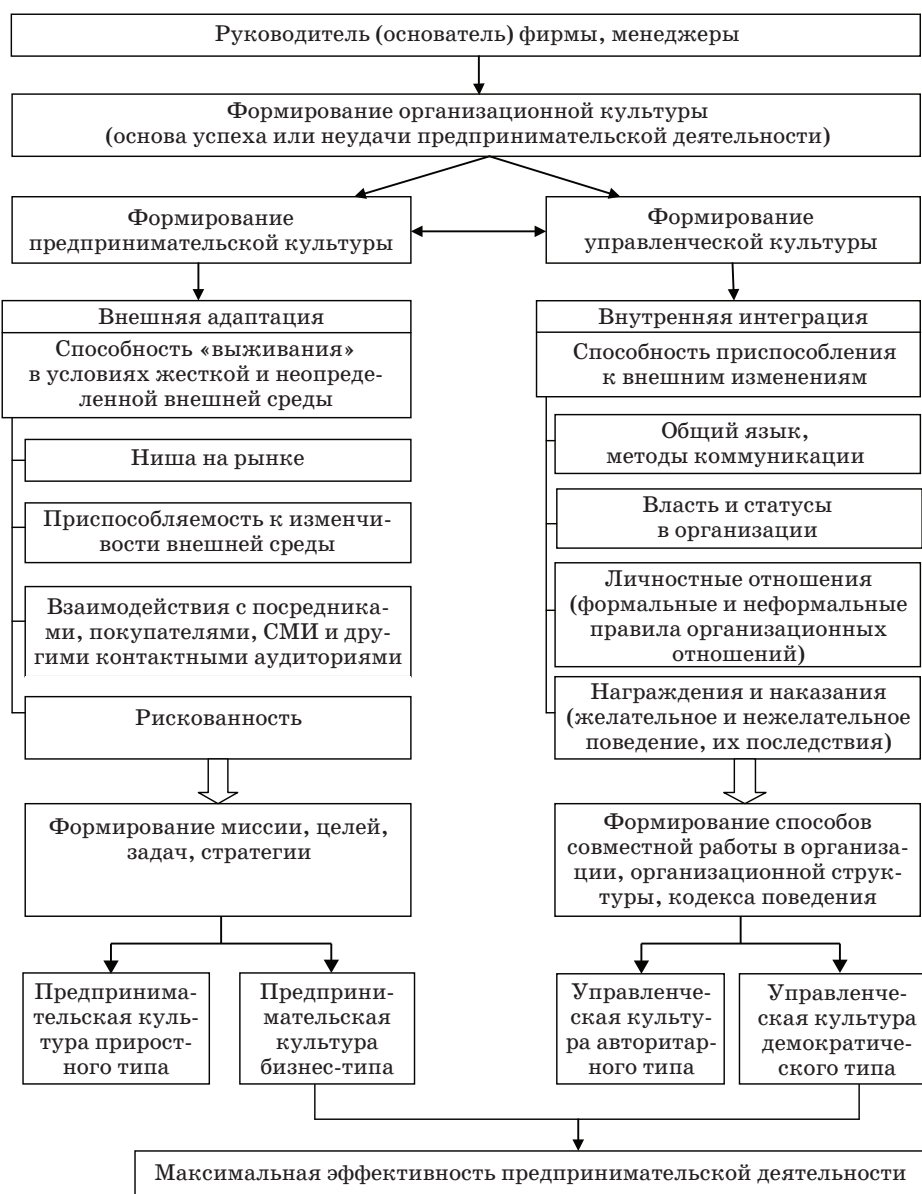 Руководитель (основатель) фирмы, менеджеры
Формирование организационной культуры
(основа успеха или неудачи предпринимательской деятельности)
Формирование
предпринимательской культуры
Формирование
управленческой культуры
Внешняя адаптация
Способность «выживания»
в условиях жесткой и неопреде-
ленной внешней среды
Ниша на рынке
Приспособляемость к изменчи-
вости внешней среды
Взаимодействия с посредника-
ми, покупателями, СМИ и дру-
гими контактными аудиториями
Рискованность
Формирование миссии, целей,
задач, стратегии
Предпринима-
тельская куль-
тура прирост-
ного типа
Предприни-
мательская
культура
бизнес-типа
Внутренняя интеграция
Способность приспособления
к внешним изменениям
Общий язык,
методы коммуникации
Власть и статусы
в организации
Личностные отношения
(формальные и неформальные
правила организационных
отношений)
Награждения и наказания
(желательное и нежелательное
поведение, их последствия)
Формирование способов
совместной работы в организа-
ции, организационной струк-
туры, кодекса поведения
Управленче-
ская культу-
ра авторитар-
ного типа
Управленче-
ская культура
демократиче-
ского типа
Максимальная эффективность предпринимательской деятельности